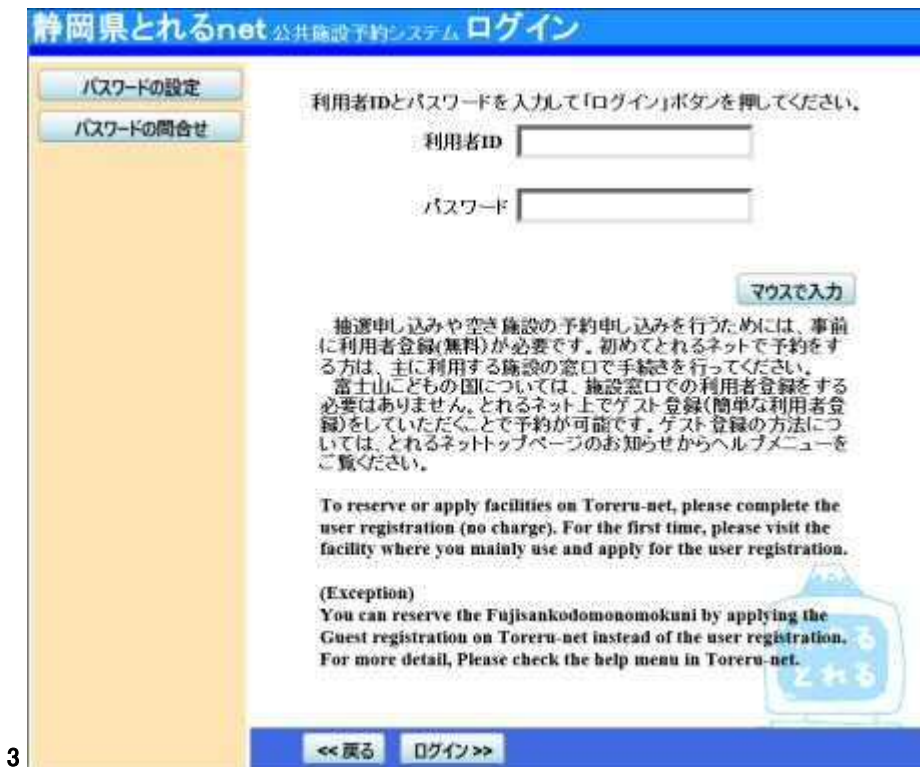 静岡県とれるnet 公共施設予約システム ログイン
パスワードの設定
パスワードの問合せ
利用者IDとパスワードを入力して「ログイン」ボタンを押してください。
利用者ID
パスワード
マウスで入力
抽選申し込みや空き施設の予約申し込みを行うためには、事前
に利用者登録(無料)が必要です。初めてとれるネットで予約をす
る方は、主に利用する施設の窓口で手続きを行ってください。
富士山こどもの国については、施設窓口での利用者登録をする
必要はありません。とれるネット上でゲスト登録(簡単な利用者登
録)をしていただくことで予約が可能です。ゲスト登録の方法につ
いては、とれるネットトップページのお知らせからヘルプメニューを
ご覧ください。
To reserve or apply facilities on Toreru-net, please complete the
user registration (no charge). For the first time, please visit the
facility where you mainly use and apply for the user registration.
(Exception)
You can reserve the Fujisankodomonomokuni by applying the
Guest registration on Toreru-net instead of the user registration.
For more detail, Please check the help menu in Toreru-net.
とれる
<< 戻る
ログイン >>
3